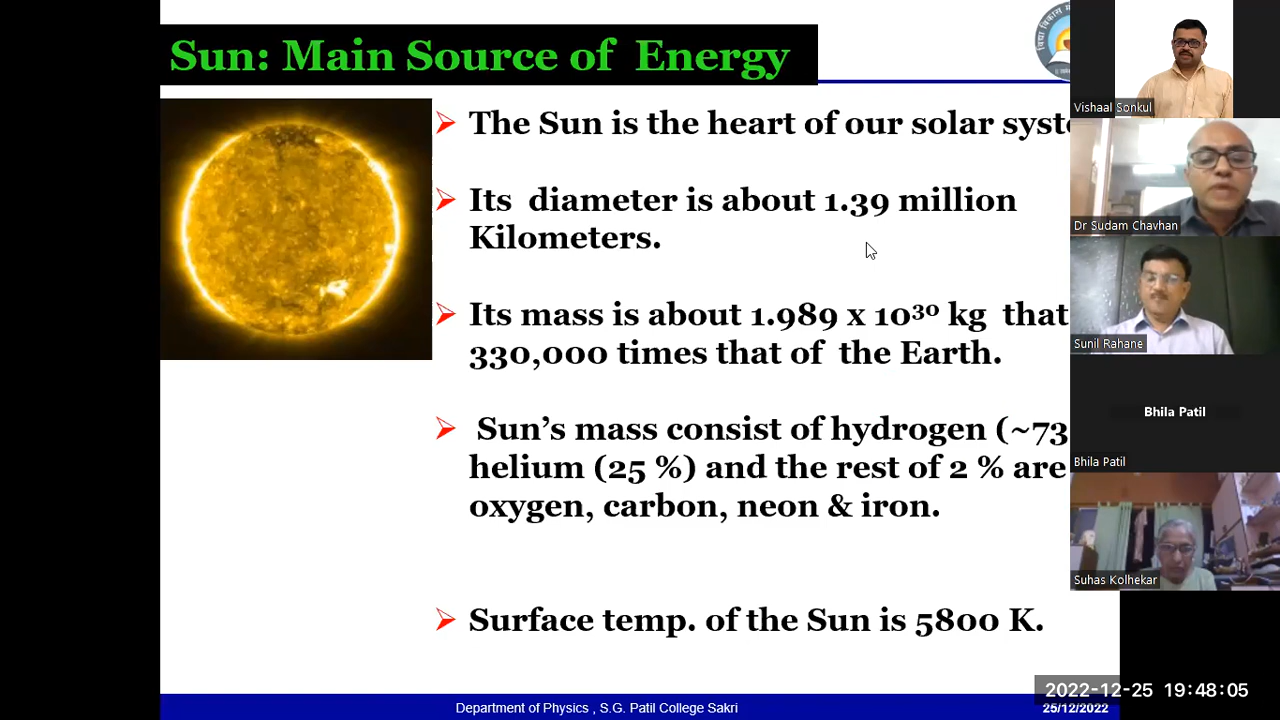 Sun: Main Source of Energy
The Sun is the heart of our solar syste
Its diameter is about 1.39 million
Kilometers.
Its mass is about 1.989 x 10³⁰ kg that
330,000 times that of the Earth.
Sun’s mass consist of hydrogen (~73
helium (25 %) and the rest of 2 % are
oxygen, carbon, neon & iron.
Surface temp. of the Sun is 5800 K.
Department of Physics , S.G. Patil College Sakri
25/12/2022
2022-12-25 19:48:05
Vishaal Sonkul
Dr Sudam Chavhan
Sunil Rahane
Bhila Patil
Bhila Patil
Suhas Kolhekar